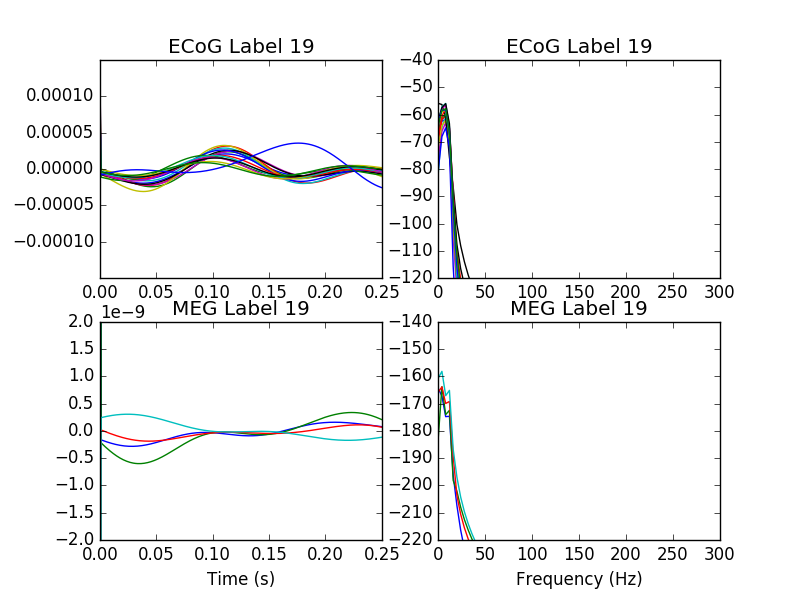 ECoG Label 19
0.00010
0.00005
0.00000
−0.00005
−0.00010
0.00 0.05 0.10 0.15 0.20 0.25
ECoG Label 19
−40
−50
−60
−70
−80
−90
−100
−110
−120
0 50 100 150 200 250 300
MEG Label 19
1e−9
2.0
1.5
1.0
0.5
0.0
−0.5
−1.0
−1.5
−2.0
0.00 0.05 0.10 0.15 0.20 0.25
Time (s)
MEG Label 19
−140
−150
−160
−170
−180
−190
−200
−210
−220
0 50 100 150 200 250 300
Frequency (Hz)